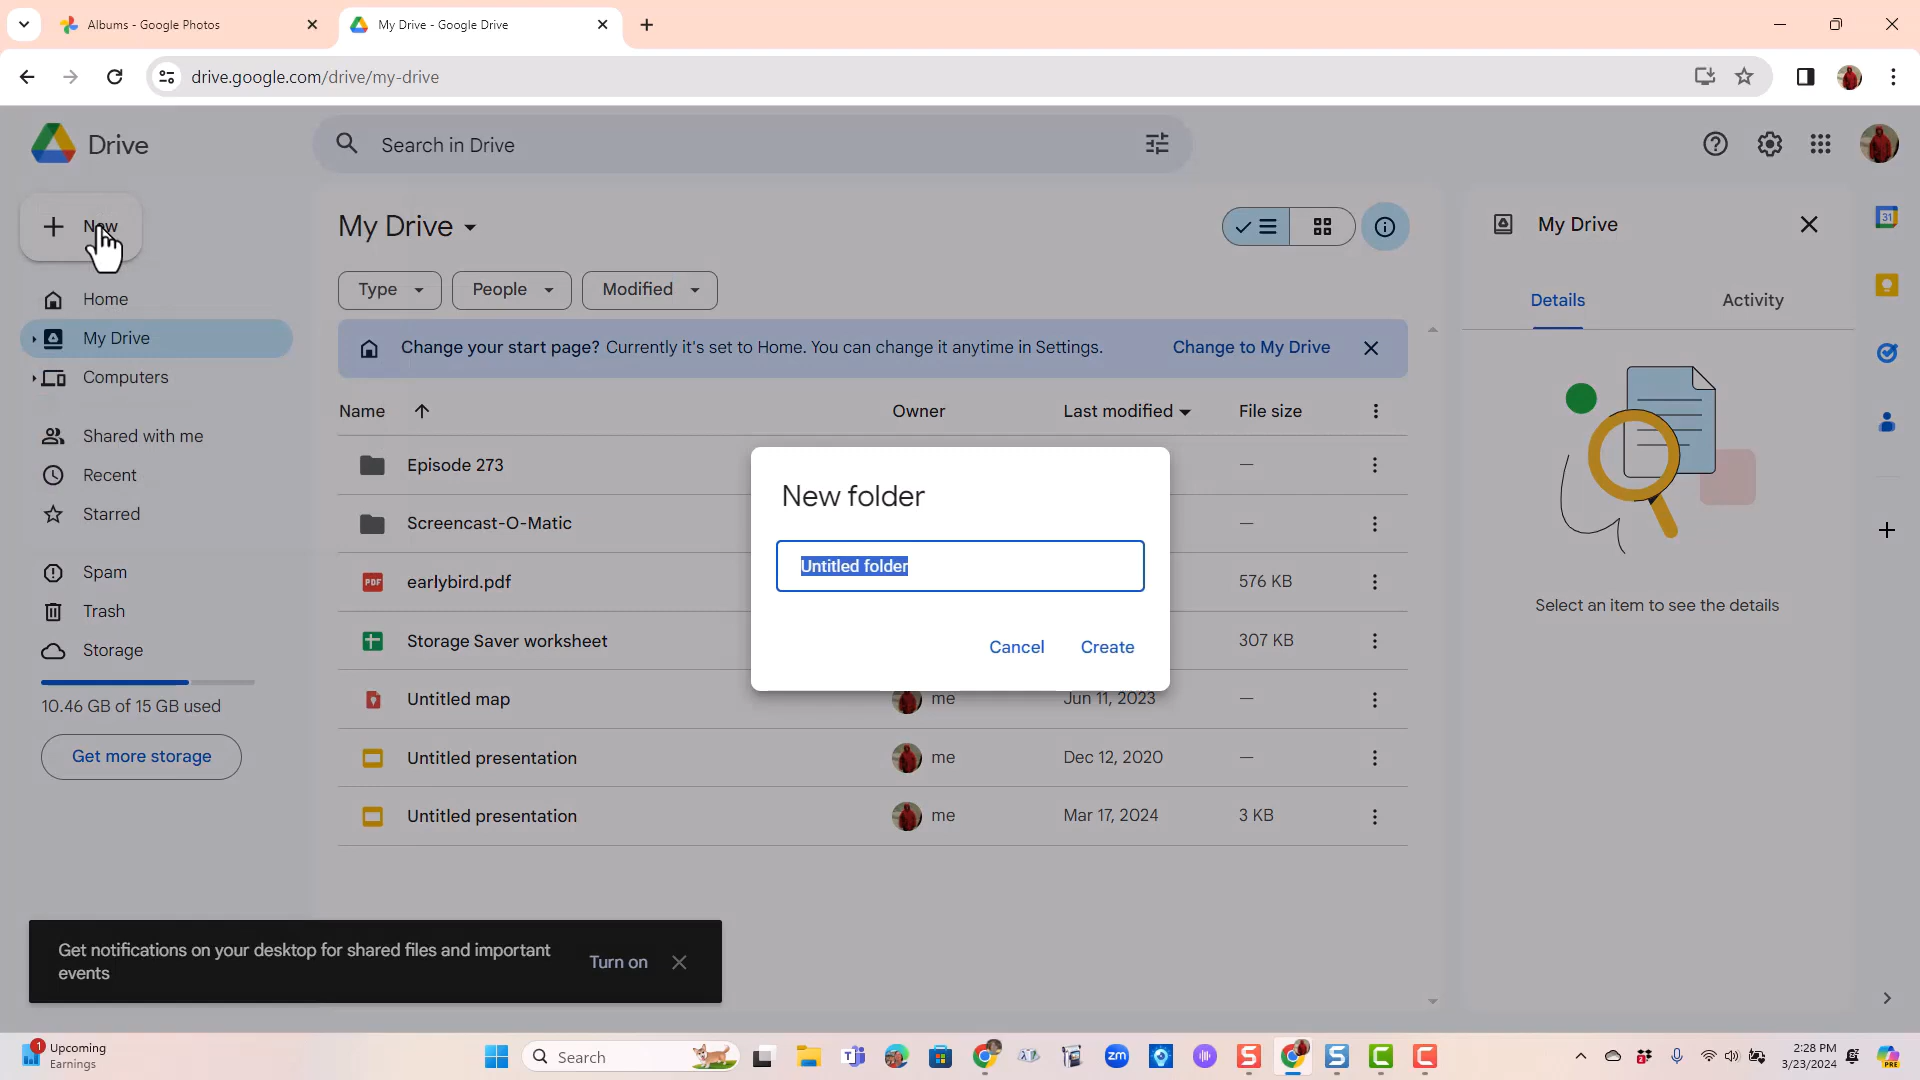 Albums - Google Photos
My Drive - Google Drive
drive.google.com/drive/my-drive
Drive
Search in Drive
New
My Drive
My Drive
Type
People
Modified
Details
Activity
Home
My Drive
Computers
Shared with me
Recent
Starred
Spam
Trash
Storage
10.46 GB of 15 GB used
Get more storage
Change your start page? Currently it's set to Home. You can change it anytime in Settings.
Change to My Drive
Name
Owner
Last modified
File size
Episode 273
—
Screencast-O-Matic
—
earlybird.pdf
576 KB
Storage Saver worksheet
307 KB
Untitled map
me
Jun 11, 2023
—
Untitled presentation
me
Dec 12, 2020
—
Untitled presentation
me
Mar 17, 2024
3 KB
New folder
Untitled folder
Cancel
Create
Select an item to see the details
31
PDF
Get notifications on your desktop for shared files and important
events
Turn on
1
Upcoming
Earnings
Search
zm
2:28 PM
3/23/2024
PRE